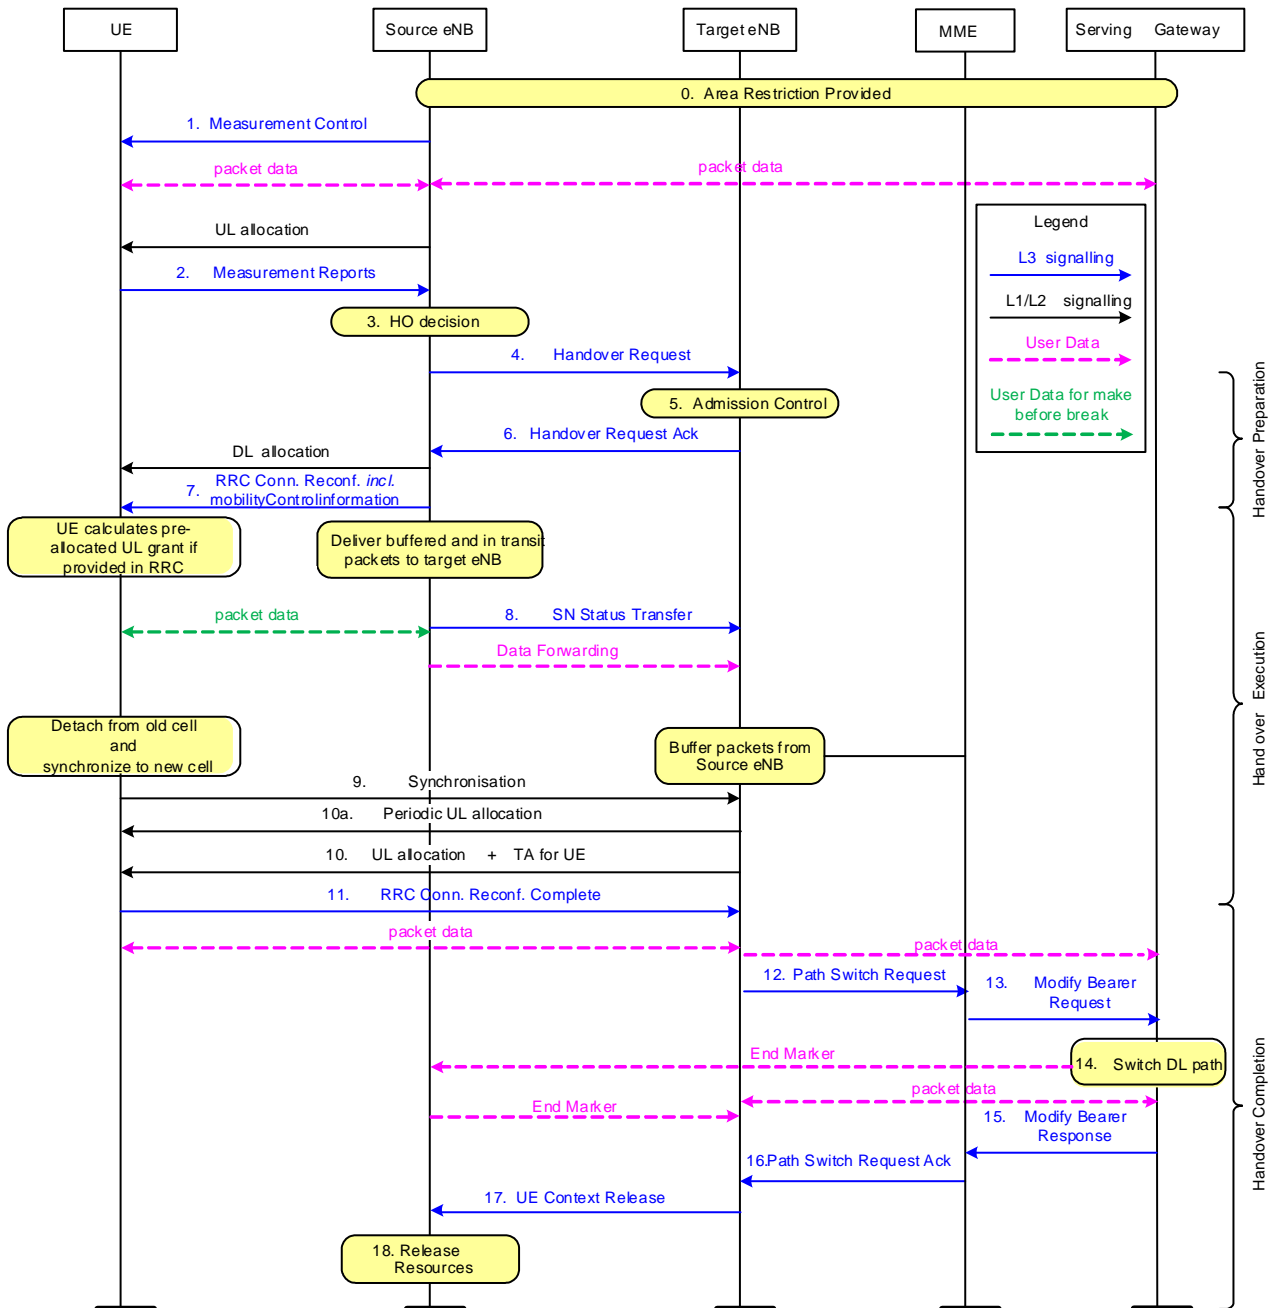 UE
Source eNB
Target eNB
MME
Serving Gateway
0. Area Restriction Provided
1. Measurement Control
packet data
packet data
Legend
UL allocation
L3 signalling
2. Measurement Reports
L1/L2 signalling
3. HO decision
User Data
4. Handover Request
User Data for make
before break
5. Admission Control
6. Handover Request Ack
Handover Preparation
DL allocation
7. RRC Conn. Reconf. incl.
mobilityControlinformation
UE calculates pre-
allocated UL grant if
provided in RRC
Deliver buffered and in transit
packets to target eNB
packet data
8. SN Status Transfer
Data Forwarding
Hand over Execution
Detach from old cell
and
synchronize to new cell
Buffer packets from
Source eNB
9. Synchronisation
10a. Periodic UL allocation
10. UL allocation + TA for UE
11. RRC Conn. Reconf. Complete
packet data
packet data
12. Path Switch Request
13. Modify Bearer
Request
End Marker
14. Switch DL path
packet data
End Marker
15. Modify Bearer
Response
Handover Completion
16.Path Switch Request Ack
17. UE Context Release
18. Release
Resources